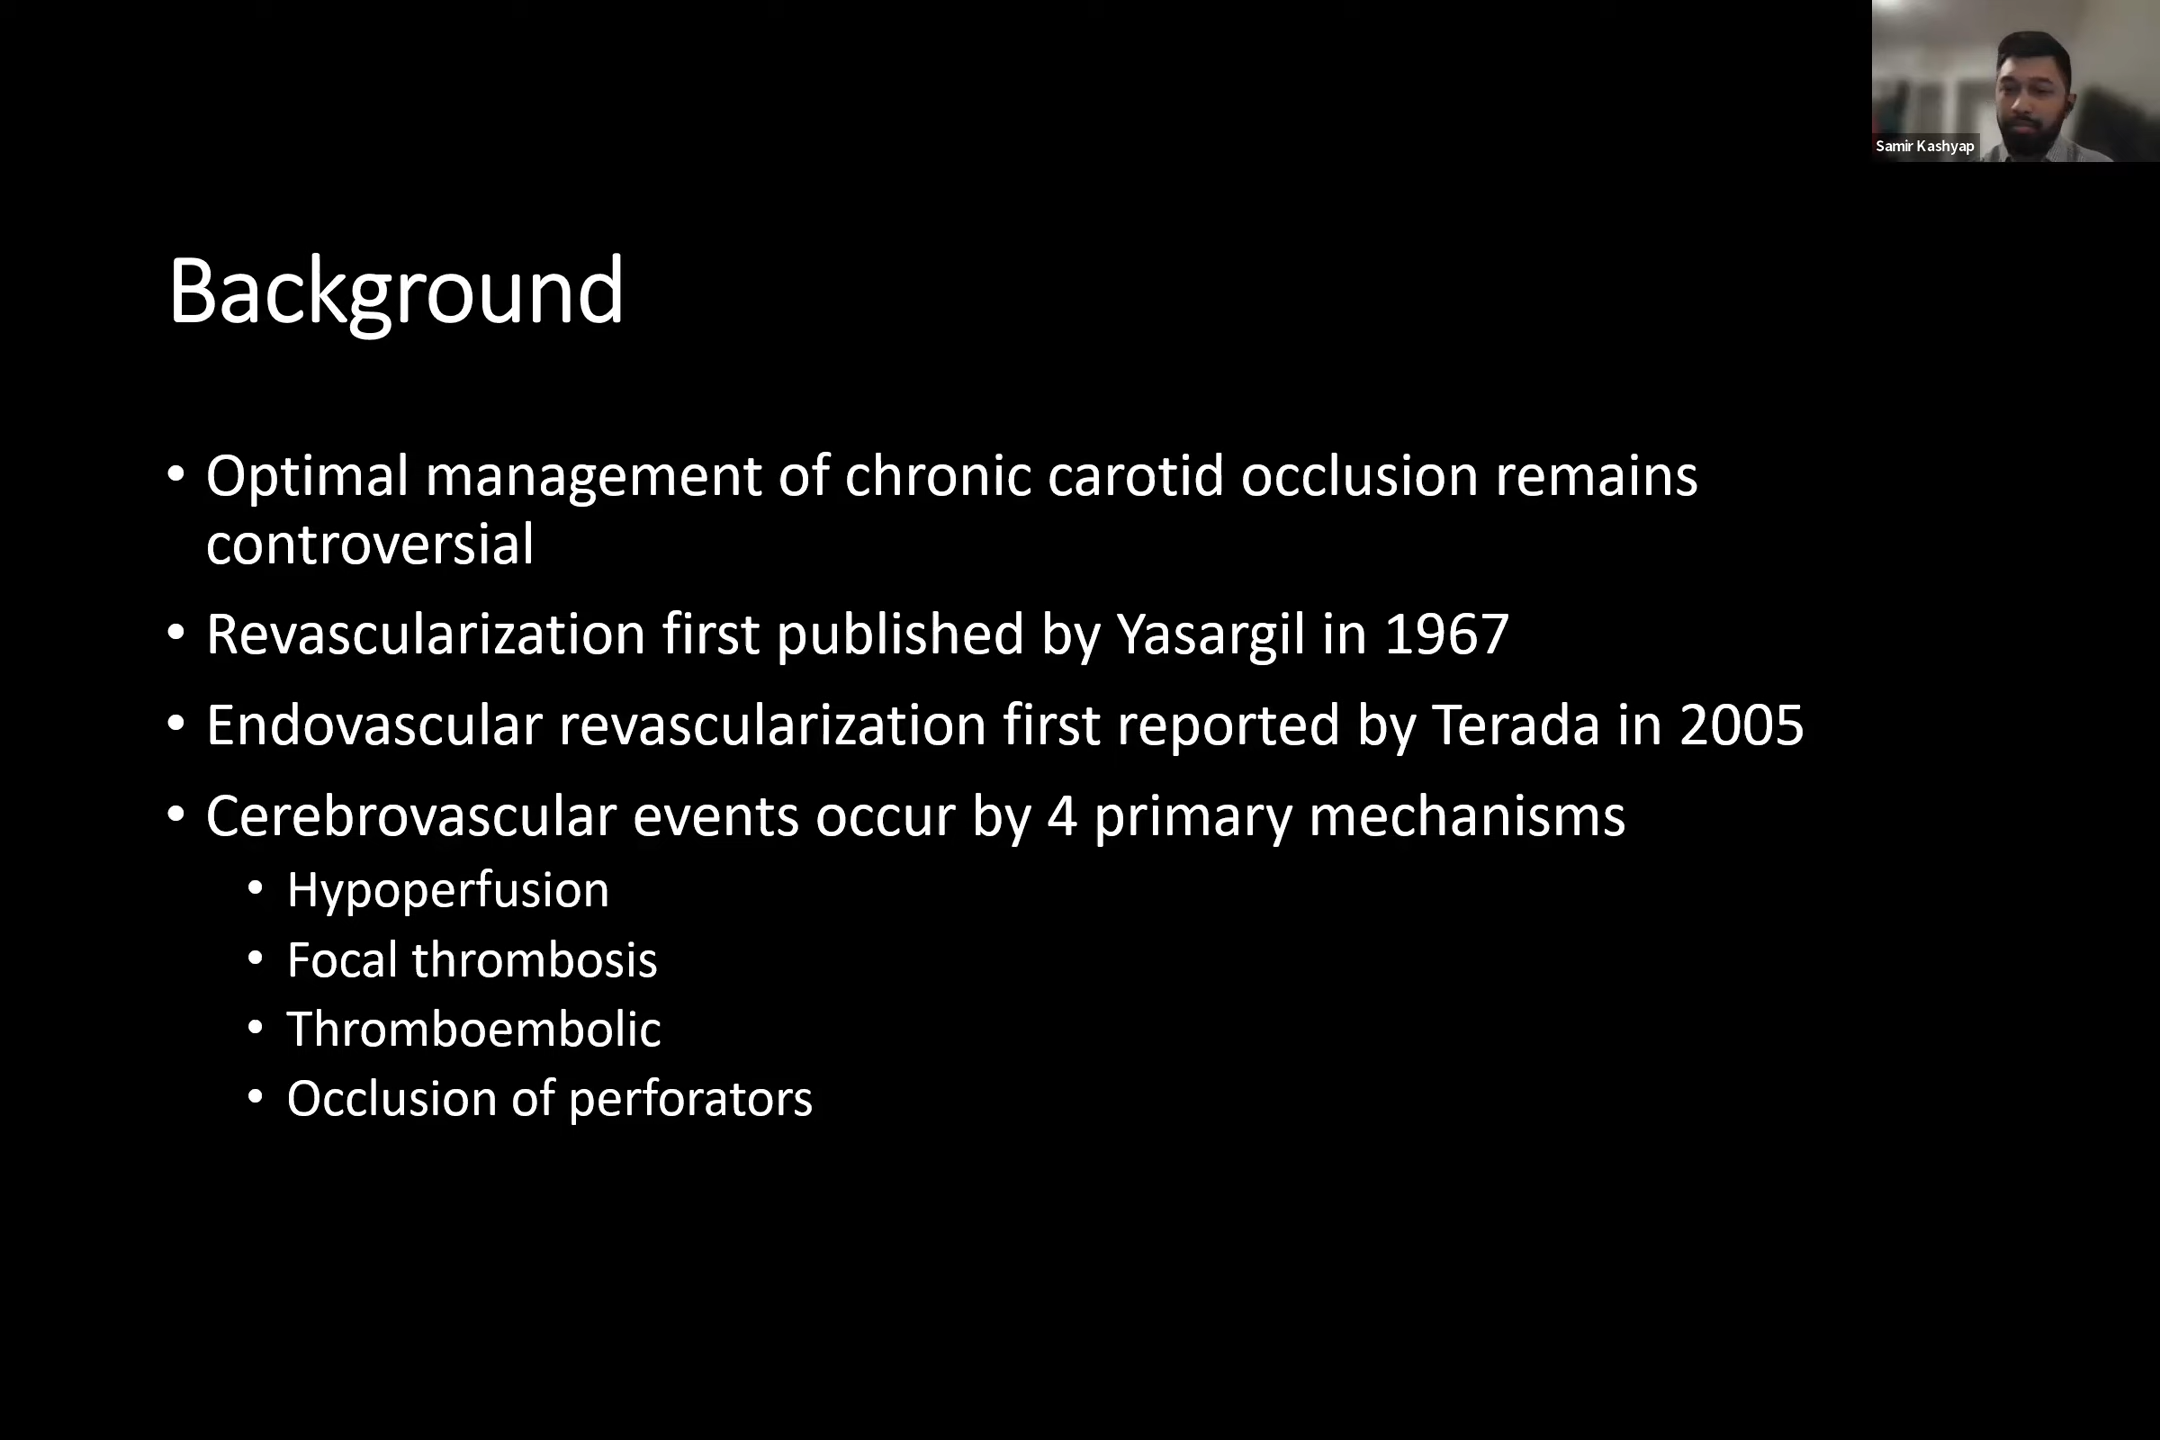 Samir Kashyap
Background
• Optimal management of chronic carotid occlusion remains
controversial
• Revascularization first published by Yasargil in 1967
• Endovascular revascularization first reported by Terada in 2005
• Cerebrovascular events occur by 4 primary mechanisms
• Hypoperfusion
• Focal thrombosis
• Thromboembolic
• Occlusion of perforators